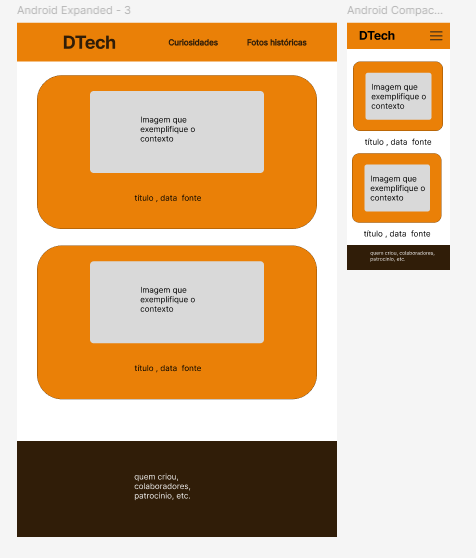 Android Expanded - 3
DTech
Curiosidades
Fotos históricas
Imagem que
exemplifique o
contexto
título , data fonte
Imagem que
exemplifique o
contexto
título , data fonte
quem criou,
colaboradores,
patrocinio, etc.
Android Compac...
DTech
Imagem que
exemplifique o
contexto
título , data fonte
Imagem que
exemplifique o
contexto
título , data fonte
quem criou, colaboradores,
patrocinio, etc.